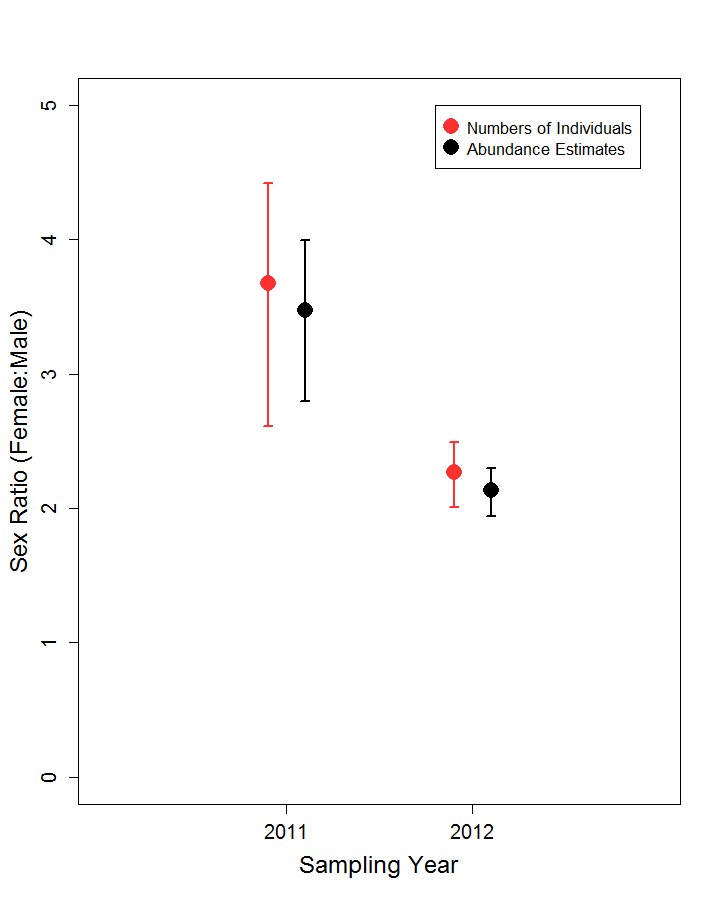 5
4
3
2
1
0
Sex Ratio (Female:Male)
Numbers of Individuals
Abundance Estimates
2011 2012
Sampling Year